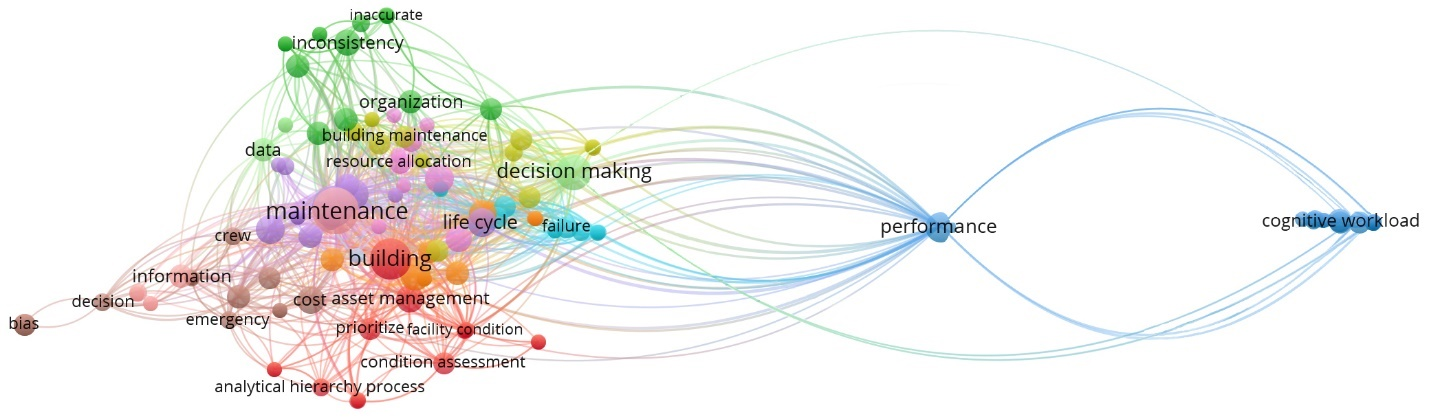 inaccurate
inconsistency
organization
building maintenance
data
resource allocation
decision making
maintenance
life cycle
failure
performance
cognitive workload
crew
building
information
decision
cost
asset management
bias
emergency
prioritize
facility condition
condition assessment
analytical hierarchy process